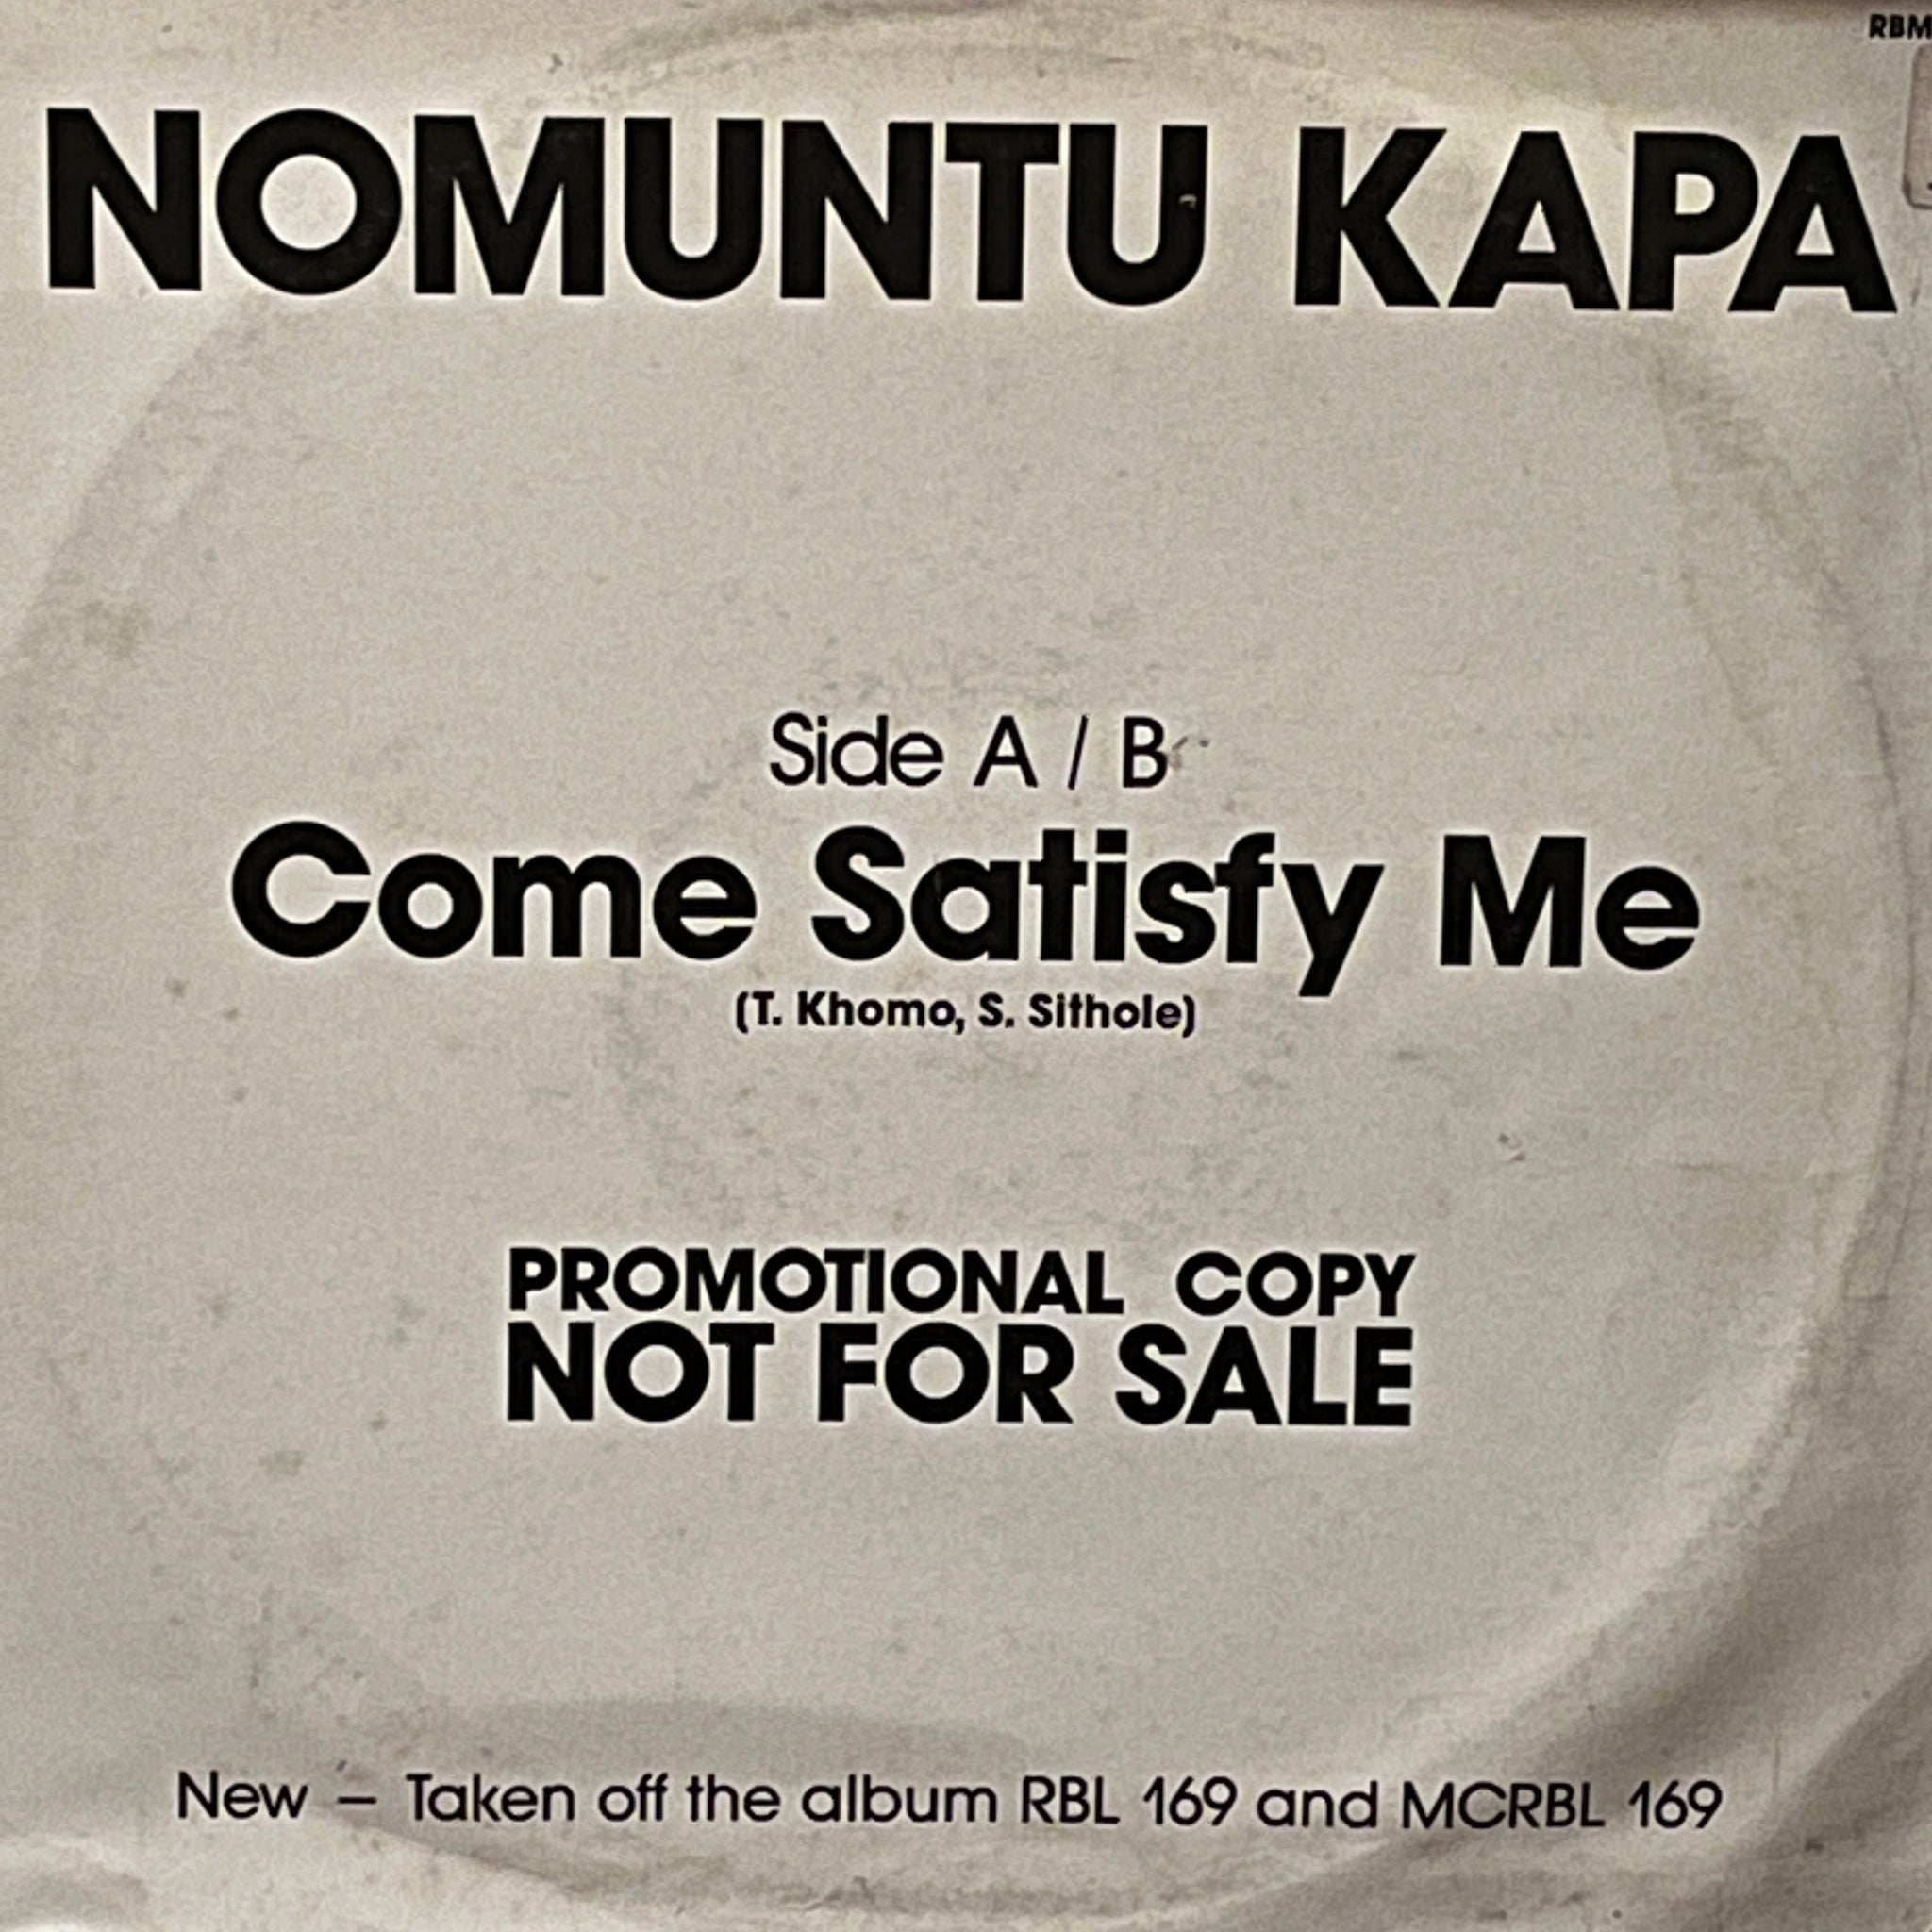 RBM
NOMUNTU KAPA
Side A / B
Come Satisfy Me
(T. Khomo, S. Sithole)
PROMOTIONAL COPY
NOT FOR SALE
New – Taken off the album RBL 169 and MCRBL 169